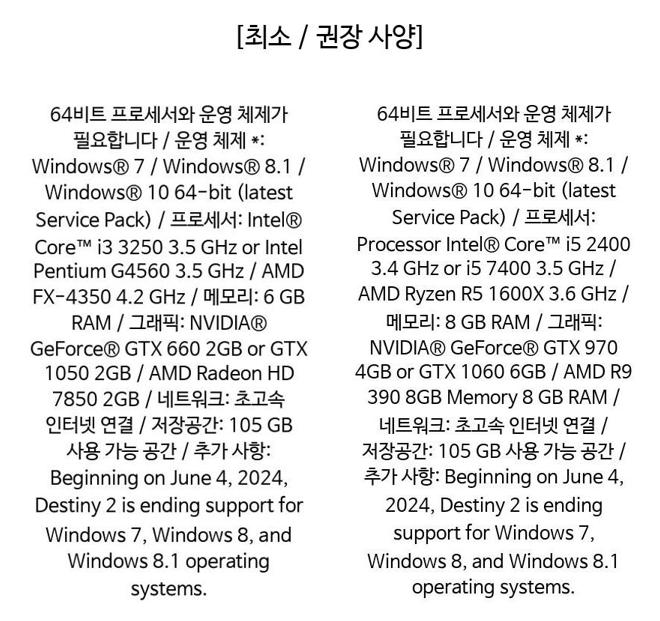 [최소 / 권장 사양]
64비트 프로세서와 운영 체제가
필요합니다 / 운영 체제 *:
Windows® 7 / Windows® 8.1 /
Windows® 10 64-bit (latest
Service Pack) / 프로세서: Intel®
Core™ i3 3250 3.5 GHz or Intel
Pentium G4560 3.5 GHz / AMD
FX-4350 4.2 GHz / 메모리: 6 GB
RAM / 그래픽: NVIDIA®
GeForce® GTX 660 2GB or GTX
1050 2GB / AMD Radeon HD
7850 2GB / 네트워크: 초고속
인터넷 연결 / 저장공간: 105 GB
사용 가능 공간 / 추가 사항:
Beginning on June 4, 2024,
Destiny 2 is ending support for
Windows 7, Windows 8, and
Windows 8.1 operating
systems.
64비트 프로세서와 운영 체제가
필요합니다 / 운영 체제 *:
Windows® 7 / Windows® 8.1 /
Windows® 10 64-bit (latest
Service Pack) / 프로세서:
Processor Intel® Core™ i5 2400
3.4 GHz or i5 7400 3.5 GHz /
AMD Ryzen R5 1600X 3.6 GHz /
메모리: 8 GB RAM / 그래픽:
NVIDIA® GeForce® GTX 970
4GB or GTX 1060 6GB / AMD R9
390 8GB Memory 8 GB RAM /
네트워크: 초고속 인터넷 연결 /
저장공간: 105 GB 사용 가능 공간 /
추가 사항: Beginning on June 4,
2024, Destiny 2 is ending
support for Windows 7,
Windows 8, and Windows 8.1
operating systems.